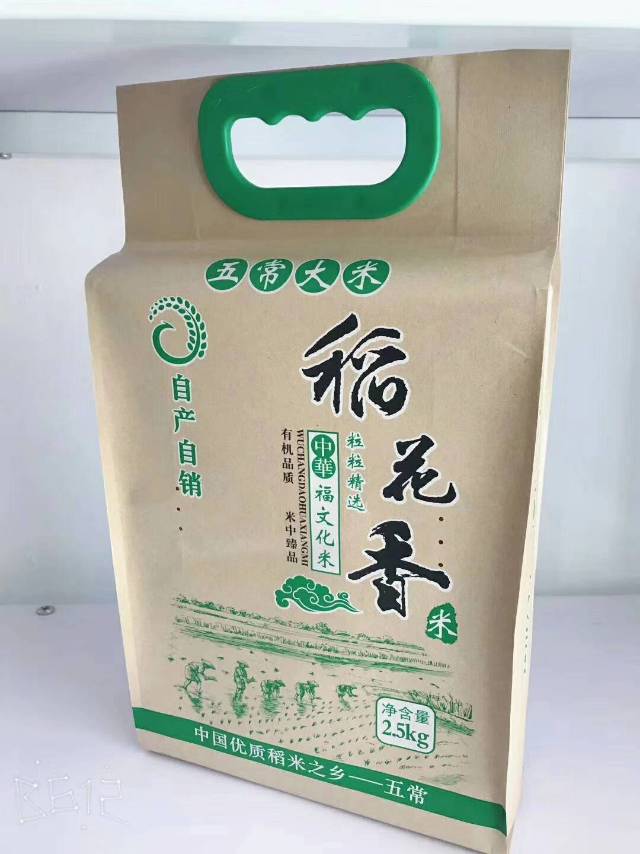 五常大米
稻花香
米
粒粒精选
中華福文化米
WUCHANGDAOHUAXIANGMI
有机品质 米中臻品
自产自销
净含量
2.5kg
中国优质稻米之乡——五常
B612